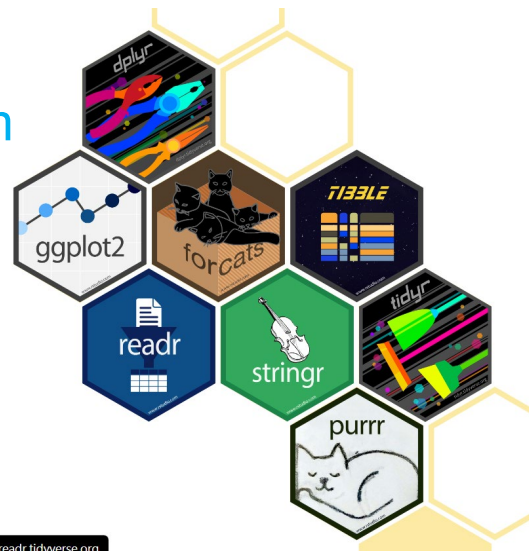 dplyr
n
TIBBLE
ggplot2
forcats
tidyr
readr
stringr
purrr
readr.tidyverse.org